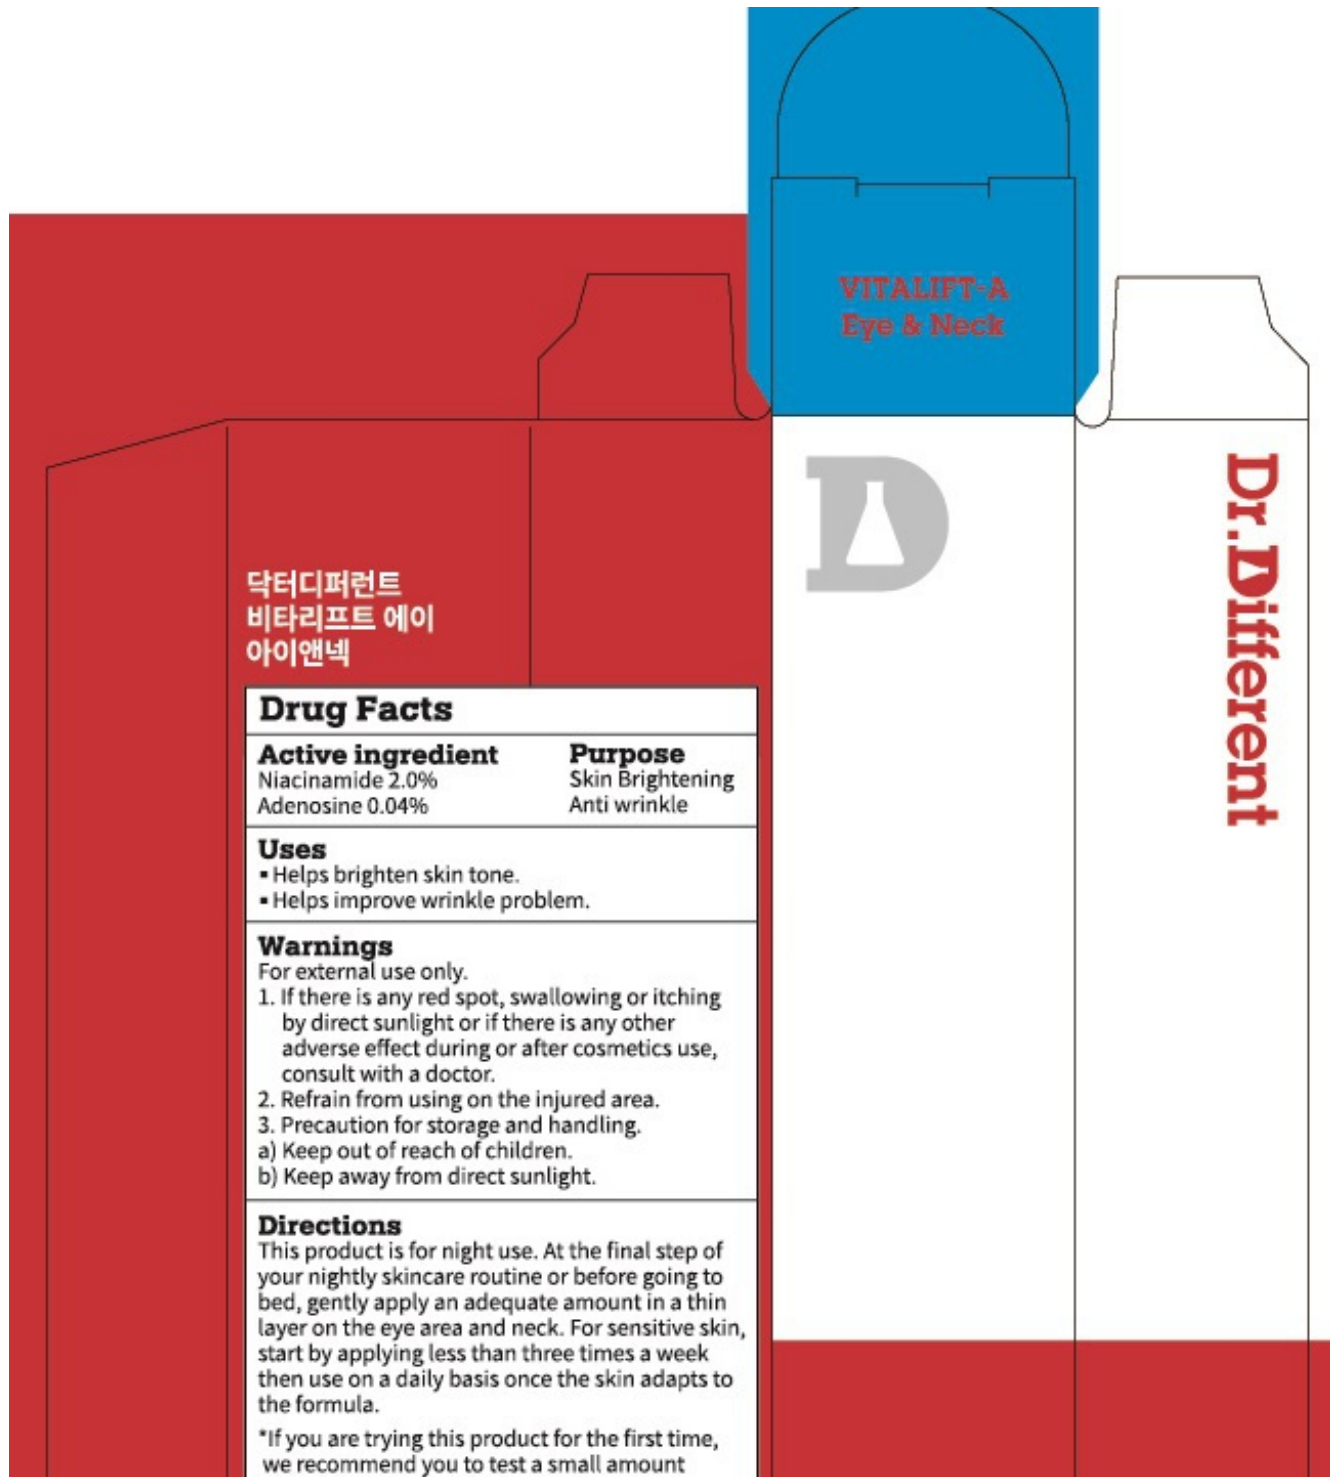 VITALIFT-A
Eye & Neck
D
Dr.Different
닥터디퍼런트
비타리프트 에이
아이앤넥
Drug Facts
Active ingredient Purpose
Niacinamide 2.0% Skin Brightening
Adenosine 0.04% Anti wrinkle
Uses
▪ Helps brighten skin tone.
▪ Helps improve wrinkle problem.
Warnings
For external use only.
1. If there is any red spot, swallowing or itching
by direct sunlight or if there is any other
adverse effect during or after cosmetics use,
consult with a doctor.
2. Refrain from using on the injured area.
3. Precaution for storage and handling.
a) Keep out of reach of children.
b) Keep away from direct sunlight.
Directions
This product is for night use. At the final step of
your nightly skincare routine or before going to
bed, gently apply an adequate amount in a thin
layer on the eye area and neck. For sensitive skin,
start by applying less than three times a week
then use on a daily basis once the skin adapts to
the formula.
*If you are trying this product for the first time,
we recommend you to test a small amount